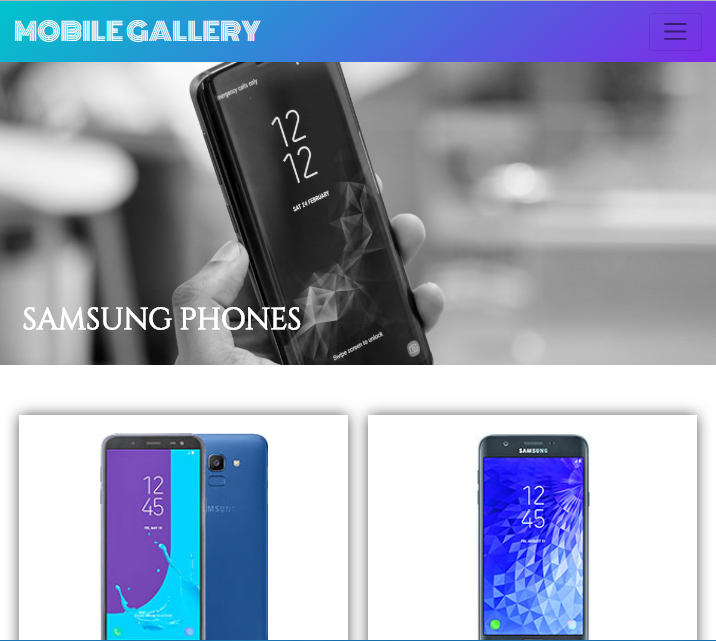 MOBILE GALLERY
emergency calls only
12
12
SAT 24 FEBRUARY
Swipe screen to unlock
SAMSUNG PHONES
12
45
SAMSUNG
SAMSUNG
12
45